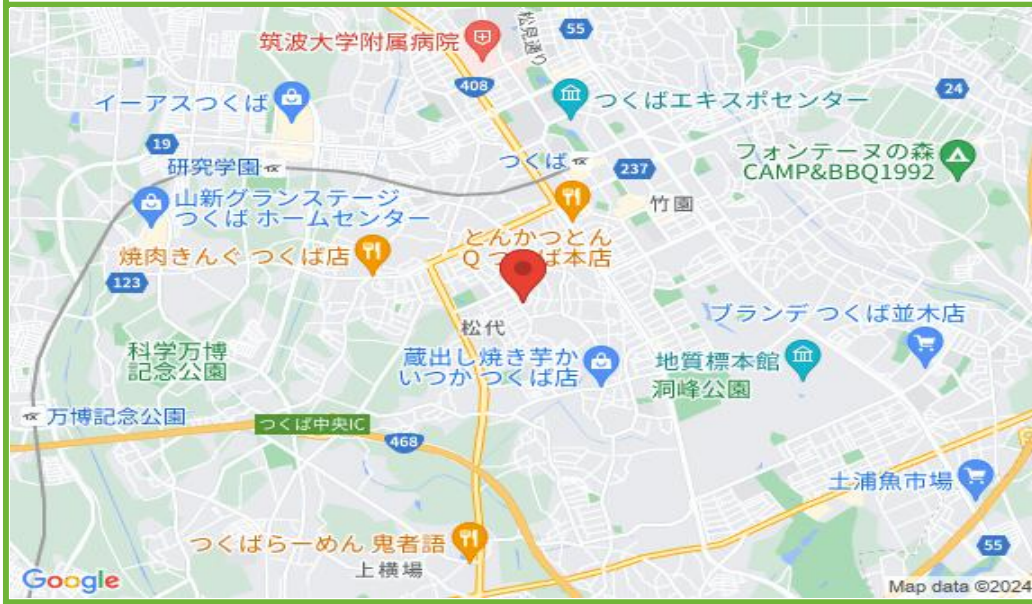 筑波大学附属病院
松見通り
55
408
イーアスつくば
つくばエキスポセンター
24
19
研究学園
つくば
237
フォンテーヌの森
CAMP&BBQ1992
山新グランステージ
つくば ホームセンター
竹園
焼肉きんぐ つくば店
とんかつとん
Q つくば本店
123
松代
ブランデ つくば並木店
科学万博
記念公園
蔵出し焼き芋か
いつか つくば店
地質標本館
洞峰公園
万博記念公園
つくば中央IC
468
土浦魚市場
つくばらーめん 鬼者語
上横場
55
Google
Map data ©2024